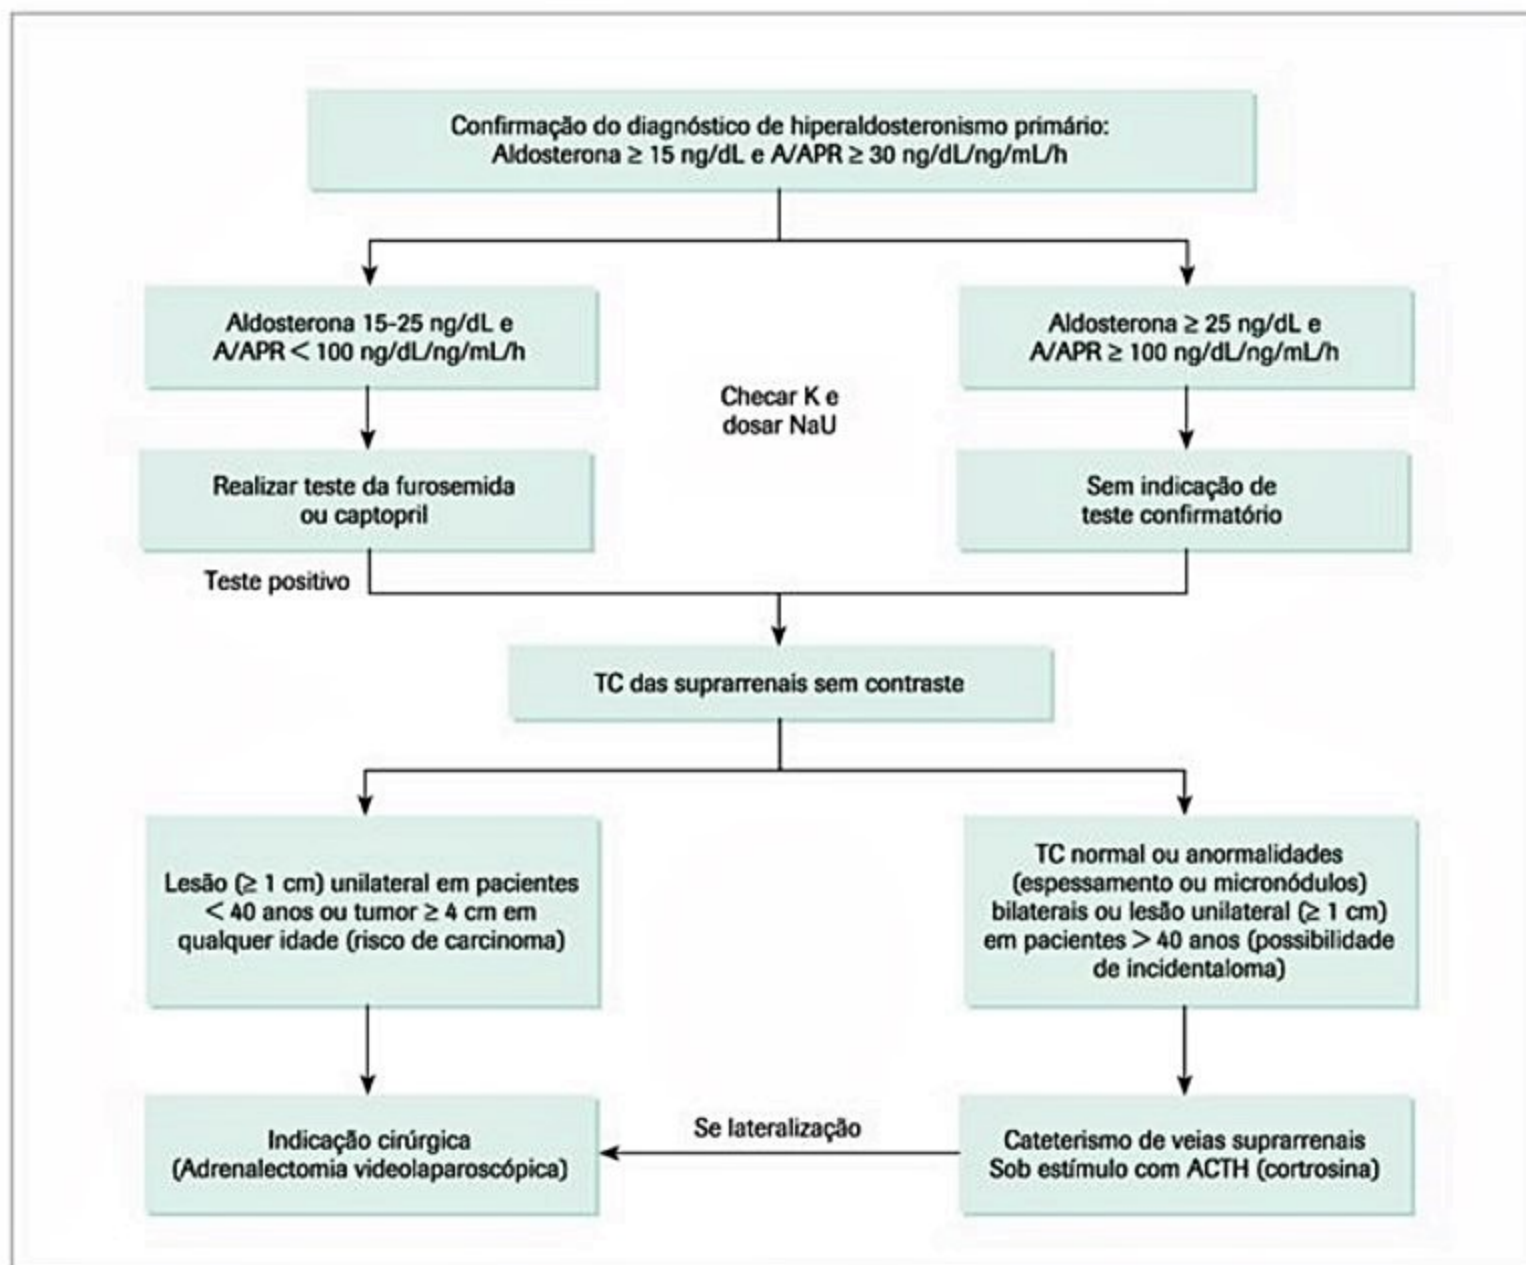 Confirmação do diagnóstico de hiperaldosteronismo primário:
Aldosterona ≥ 15 ng/dL e A/APR ≥ 30 ng/dL/ng/mL/h
Aldosterona 15-25 ng/dL e
A/APR < 100 ng/dL/ng/mL/h
Aldosterona ≥ 25 ng/dL e
A/APR ≥ 100 ng/dL/ng/mL/h
Checar K e
dosar NaU
Realizar teste da furosemida
ou captopril
Sem indicação de
teste confirmatório
Teste positivo
TC das suprarrenais sem contraste
Lesão (≥ 1 cm) unilateral em pacientes
< 40 anos ou tumor ≥ 4 cm em
qualquer idade (risco de carcinoma)
TC normal ou anormalidades
(espessamento ou micronódulos)
bilaterais ou lesão unilateral (≥ 1 cm)
em pacientes > 40 anos (possibilidade
de incidentaloma)
Indicação cirúrgica
(Adrenalectomia videolaparoscópica)
Se lateralização
Cateterismo de veias suprarrenais
Sob estímulo com ACTH (cortrosina)